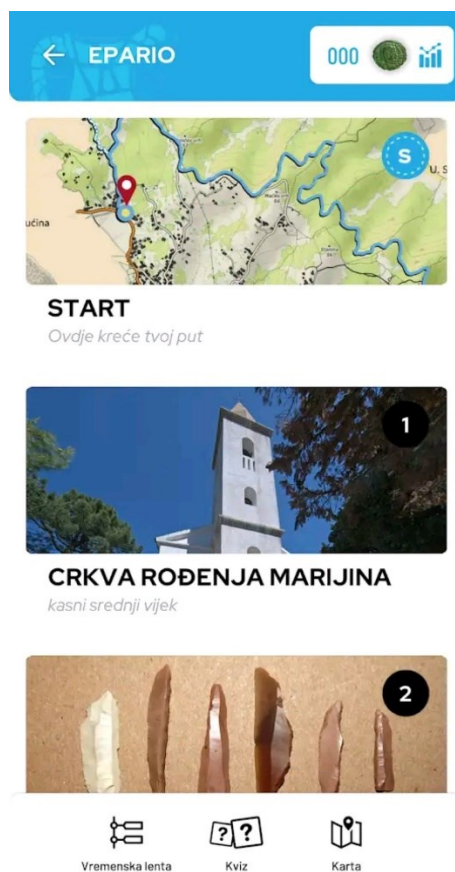 EPARIO
000
ućina
S
U. S
START
Ovdje kreće tvoj put
1
CRKVA ROĐENJA MARIJINA
kasni srednji vijek
2
Vremenska lenta
Kviz
Karta